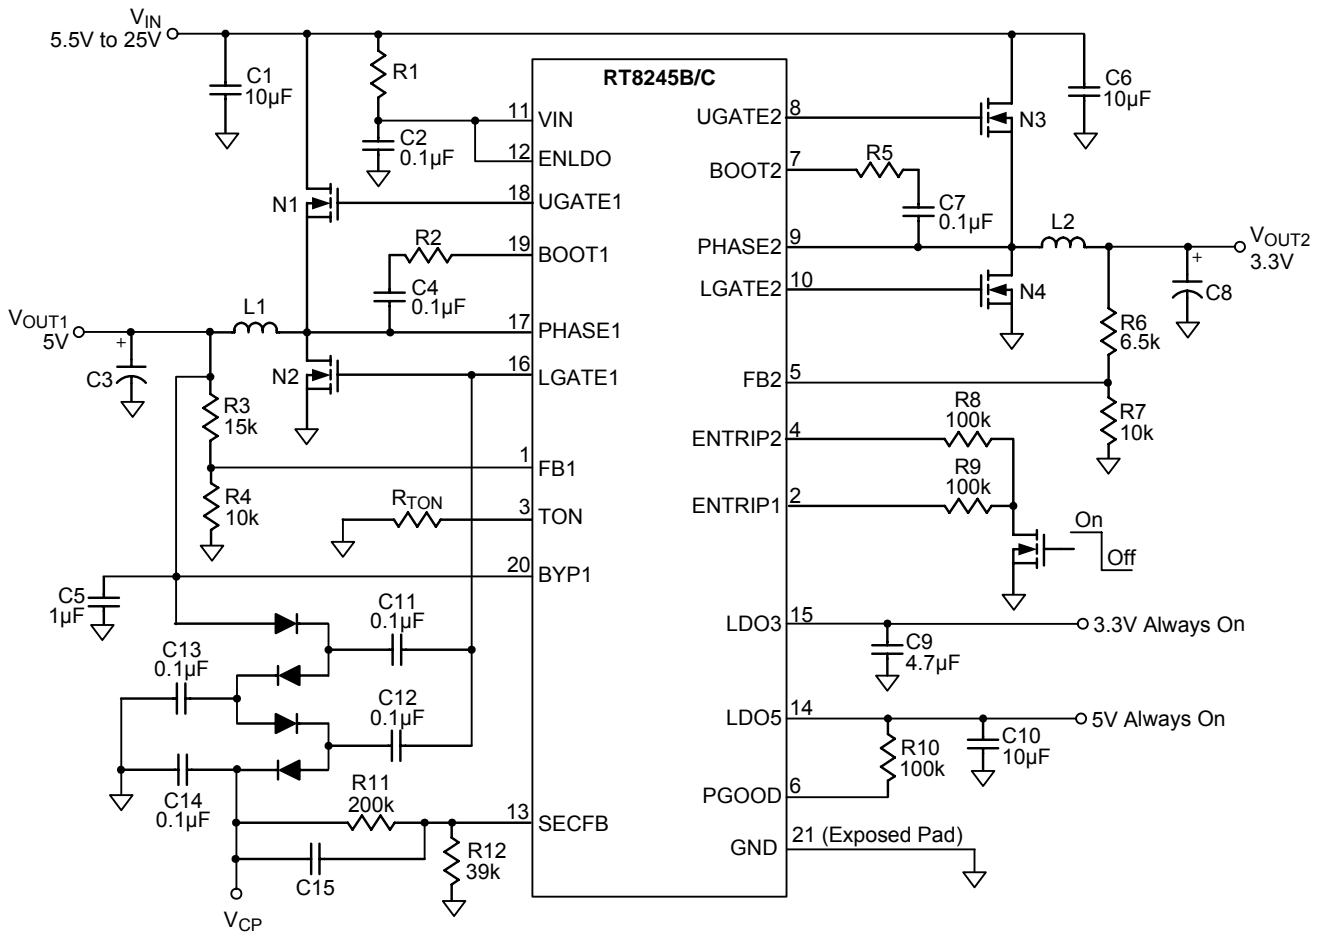 VIN
5.5V to 25V
C1
10µF
R1
C2
0.1µF
RT8245B/C
11 VIN
12 ENLDO
N1
18 UGATE1
R2
19 BOOT1
C4
0.1µF
L1
VOUT1
5V
17 PHASE1
+
C3
N2
16 LGATE1
R3
15k
1 FB1
R4
10k
RTON
3 TON
20 BYP1
C5
1µF
C11
0.1µF
C13
0.1µF
C12
0.1µF
C14
0.1µF
R11
200k
13 SECFB
R12
39k
C15
VCP
UGATE2 8
N3
C6
10µF
BOOT2 7
R5
C7
0.1µF
PHASE2 9
L2
VOUT2
3.3V
+
C8
LGATE2 10
N4
R6
6.5k
FB2 5
R7
10k
ENTRIP2 4
R8
100k
ENTRIP1 2
R9
100k
On
Off
LDO3 15
3.3V Always On
C9
4.7µF
LDO5 14
5V Always On
R10
100k
C10
10µF
PGOOD 6
GND 21 (Exposed Pad)